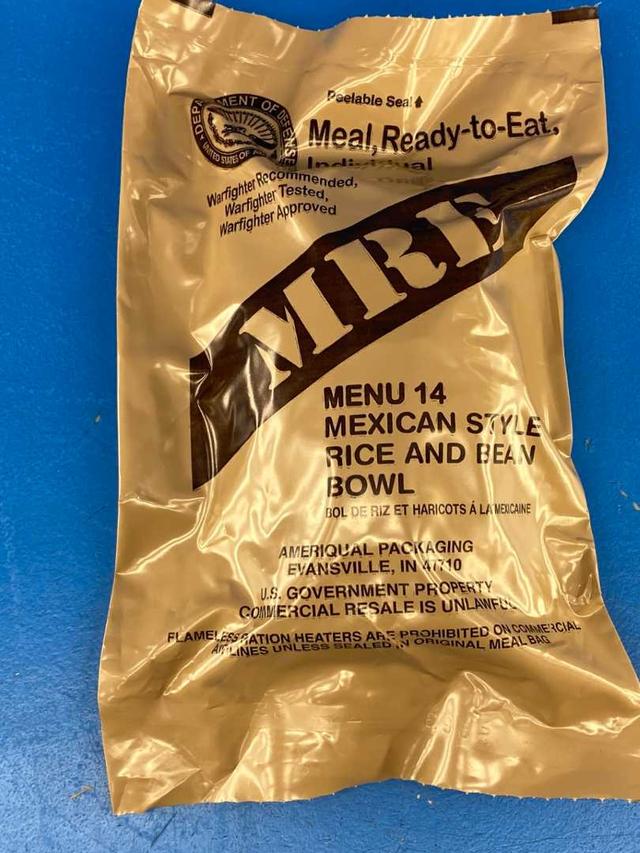 Peelable Seal
DEPARTMENT OF DEFENSE
UNITED STATES OF
Meal, Ready-to-Eat,
Individual
Warfighter Recommended,
Warfighter Tested,
Warfighter Approved
MRE
MENU 14
MEXICAN STYLE
RICE AND BEAN
BOWL
BOL DE RIZ ET HARICOTS Á LA MEXICAINE
AMERIQUAL PACKAGING
EVANSVILLE, IN 47710
U.S. GOVERNMENT PROPERTY
COMMERCIAL RESALE IS UNLAWFUL
FLAMELESS RATION HEATERS ARE PROHIBITED ON COMMERCIAL
AIRLINES UNLESS SEALED IN ORIGINAL MEAL BAG